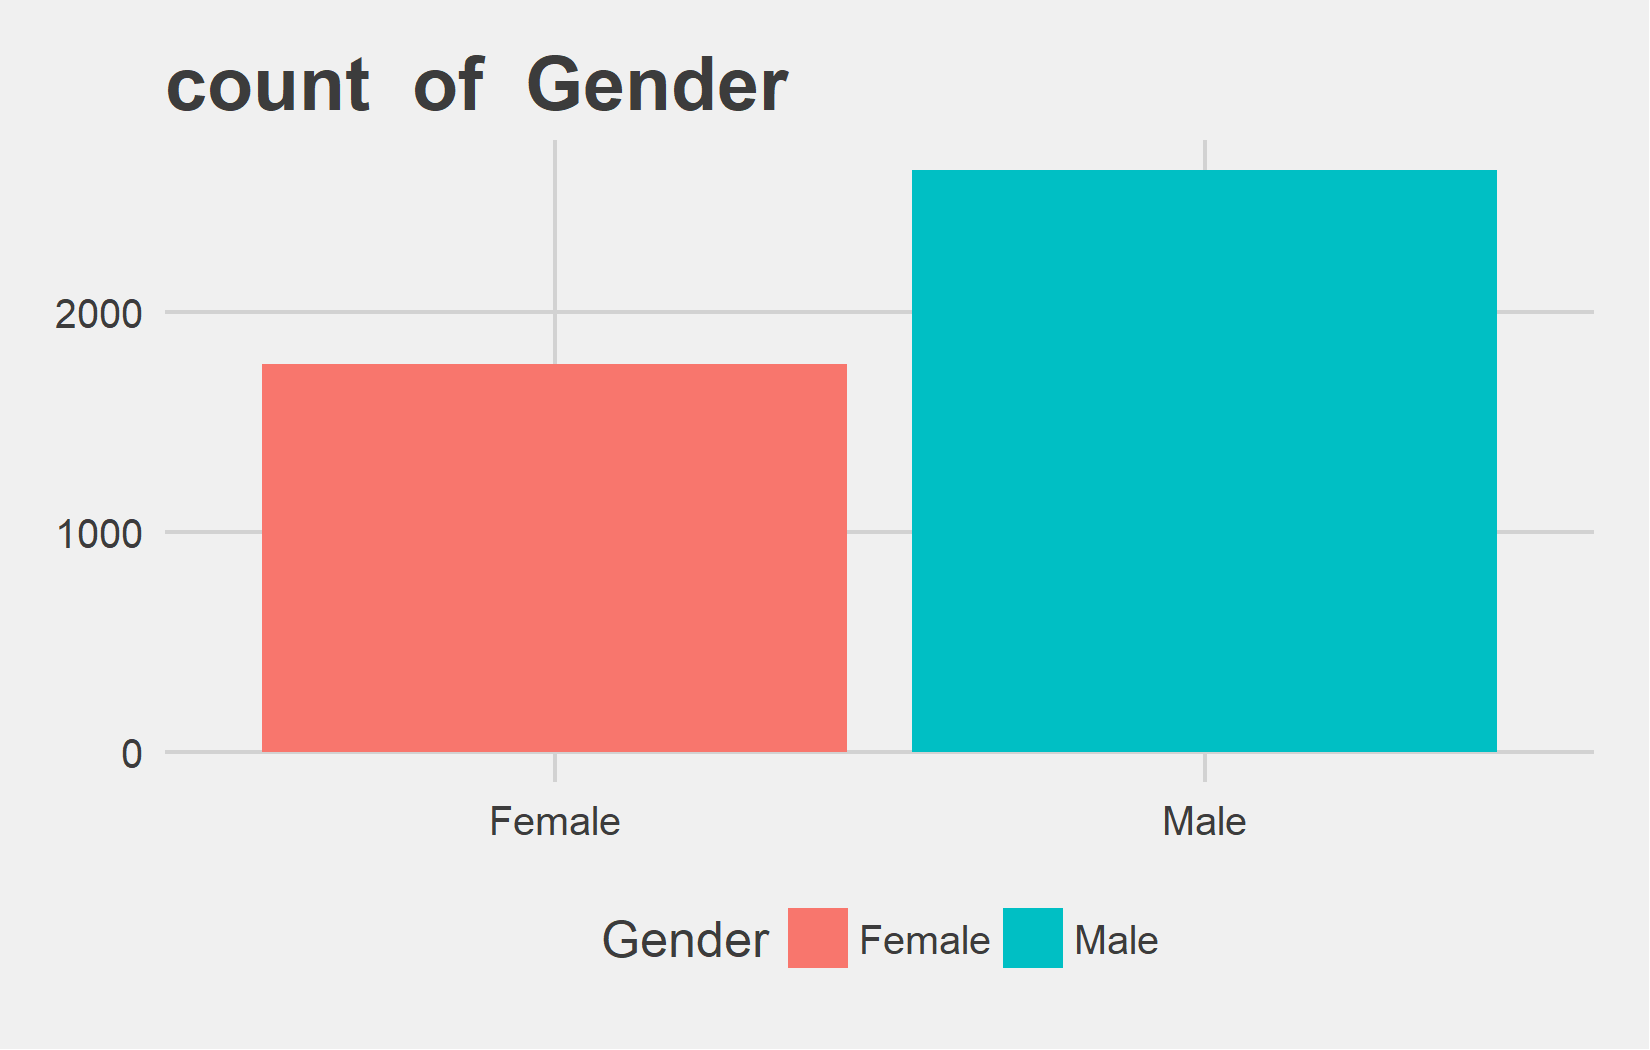 count of Gender
2000
1000
0
Female Male
Gender Female Male